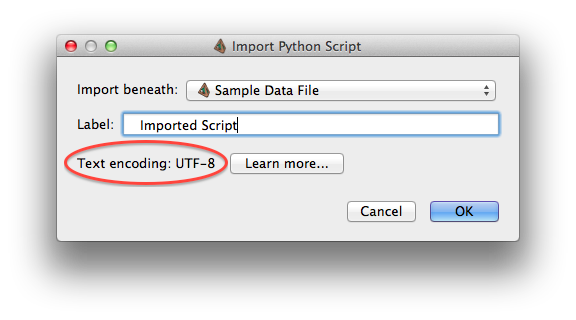 Import Python Script
Import beneath: Sample Data File
Label: Imported Script
Text encoding: UTF-8 Learn more...
Cancel OK